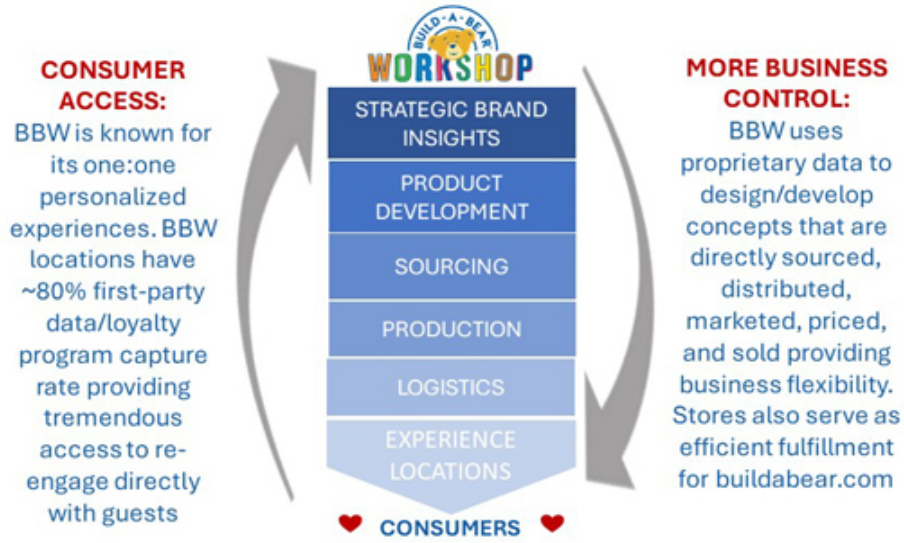 CONSUMER
ACCESS:
BBW is known for
its one:one
personalized
experiences. BBW
locations have
~80% first-party
data/loyalty
program capture
rate providing
tremendous
access to re-
engage directly
with guests
BUILD-A-BEAR
WORKSHOP
STRATEGIC BRAND
INSIGHTS
PRODUCT
DEVELOPMENT
SOURCING
PRODUCTION
LOGISTICS
EXPERIENCE
LOCATIONS
CONSUMERS
MORE BUSINESS
CONTROL:
BBW uses
proprietary data to
design/develop
concepts that are
directly sourced,
distributed,
marketed, priced,
and sold providing
business flexibility.
Stores also serve as
efficient fulfillment
for buildabear.com